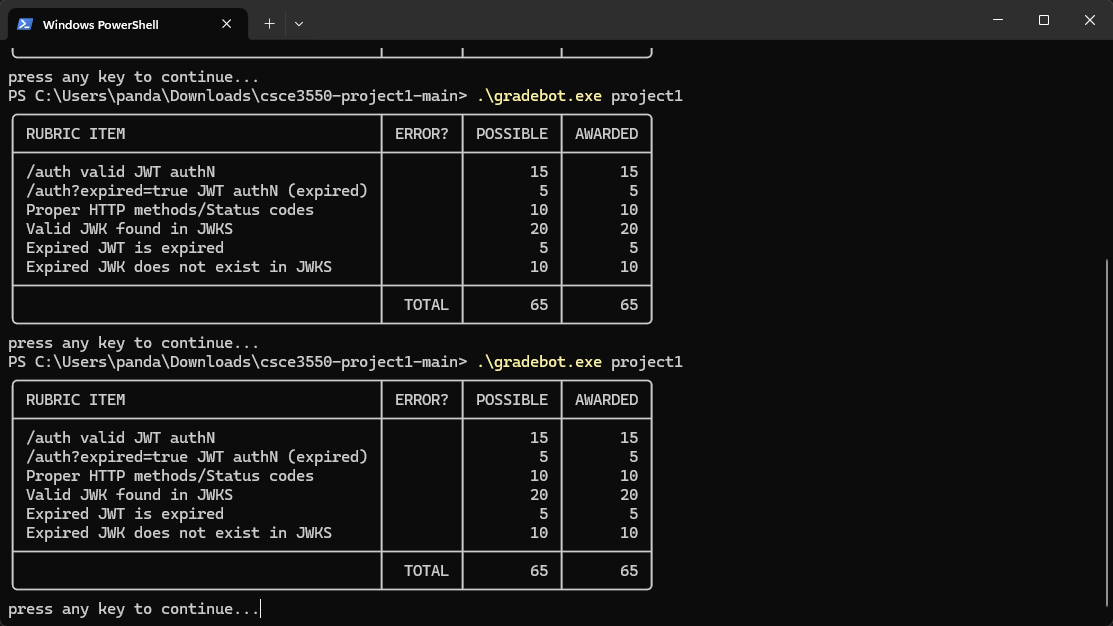 Windows PowerShell
press any key to continue...
PS C:\Users\panda\Downloads\csce3550-project1-main> .\gradebot.exe project1
RUBRIC ITEM ERROR? POSSIBLE AWARDED
/auth valid JWT authN 15 15
/auth?expired=true JWT authN (expired) 5 5
Proper HTTP methods/Status codes 10 10
Valid JWK found in JWKS 20 20
Expired JWT is expired 5 5
Expired JWK does not exist in JWKS 10 10
TOTAL 65 65
press any key to continue...
PS C:\Users\panda\Downloads\csce3550-project1-main> .\gradebot.exe project1
RUBRIC ITEM ERROR? POSSIBLE AWARDED
/auth valid JWT authN 15 15
/auth?expired=true JWT authN (expired) 5 5
Proper HTTP methods/Status codes 10 10
Valid JWK found in JWKS 20 20
Expired JWT is expired 5 5
Expired JWK does not exist in JWKS 10 10
TOTAL 65 65
press any key to continue...